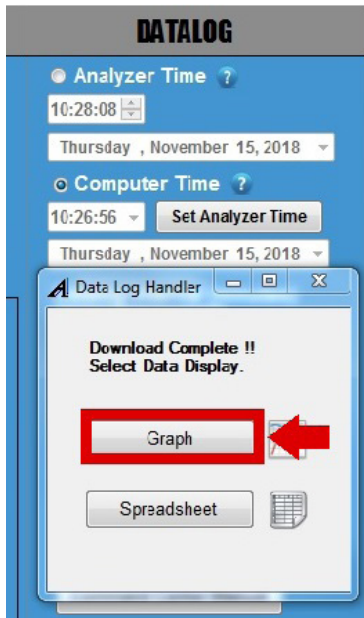 DATALOG
Analyzer Time ?
10:28:08
Thursday , November 15, 2018
Computer Time ?
10:26:56 Set Analyzer Time
Thursday , November 15, 2018
Data Log Handler
Download Complete !!
Select Data Display.
Graph
Spreadsheet